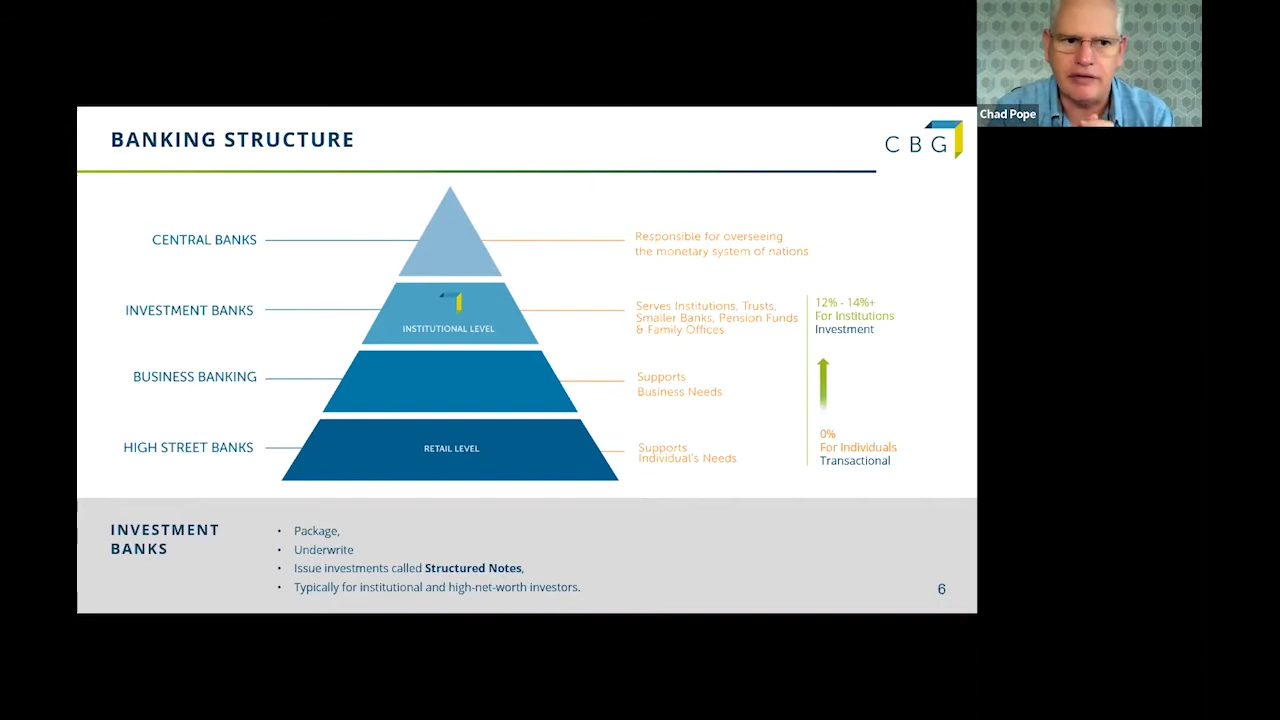 Chad Pope
BANKING STRUCTURE
CBG
CENTRAL BANKS
Responsible for overseeing
the monetary system of nations
INVESTMENT BANKS
INSTITUTIONAL LEVEL
Serves Institutions, Trusts,
Smaller Banks, Pension Funds
& Family Offices
12% - 14%+
For Institutions
Investment
BUSINESS BANKING
Supports
Business Needs
HIGH STREET BANKS
RETAIL LEVEL
Supports
Individual's Needs
0%
For Individuals
Transactional
INVESTMENT
BANKS
• Package,
• Underwrite
• Issue investments called Structured Notes,
• Typically for institutional and high-net-worth investors.
6